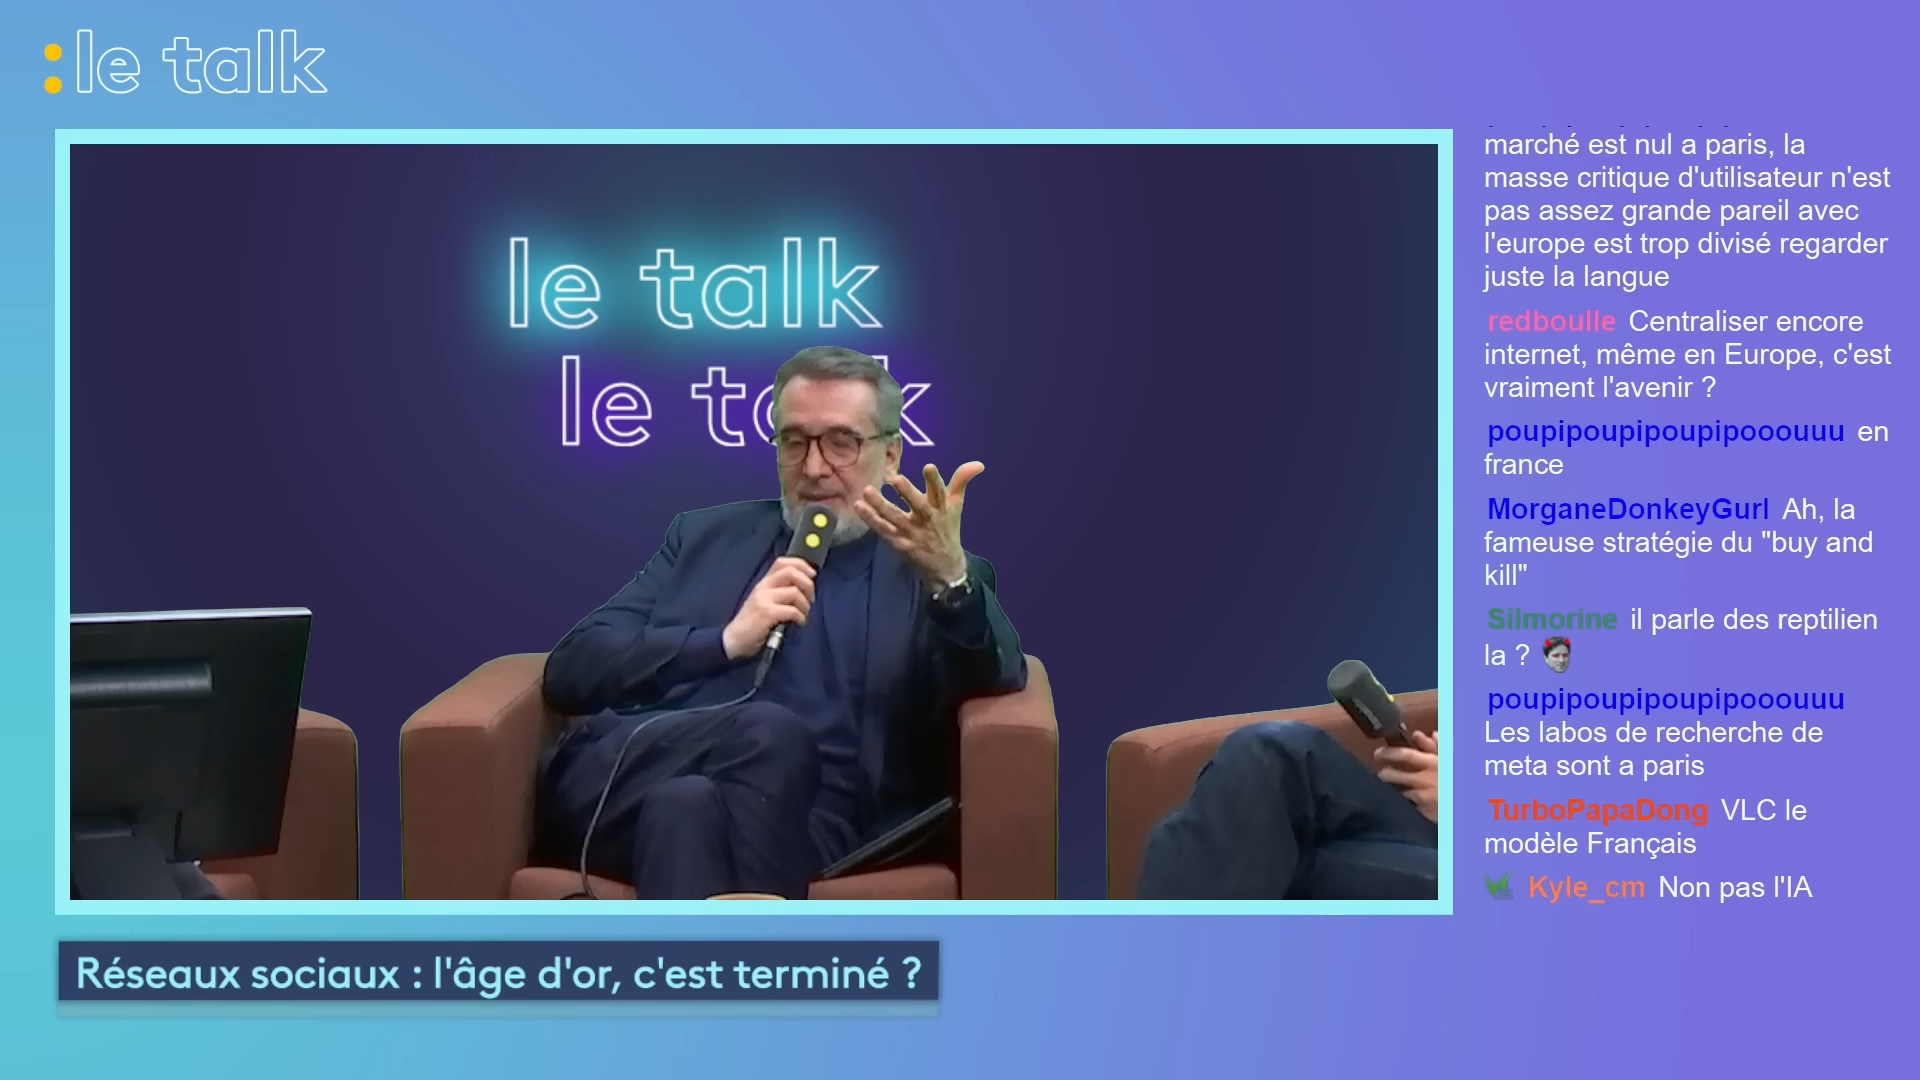 :le talk
le talk
le talk
marché est nul a paris, la
masse critique d'utilisateur n'est
pas assez grande pareil avec
l'europe est trop divisé regarder
juste la langue
redboulle Centraliser encore
internet, même en Europe, c'est
vraiment l'avenir ?
poupipoupipoupipooouuu en
france
MorganeDonkeyGurl Ah, la
fameuse stratégie du "buy and
kill"
Silmorine il parle des reptilien
la ?
poupipoupipoupipooouuu
Les labos de recherche de
meta sont a paris
TurboPapaDong VLC le
modèle Français
Kyle_cm Non pas l'IA
Réseaux sociaux : l'âge d'or, c'est terminé ?